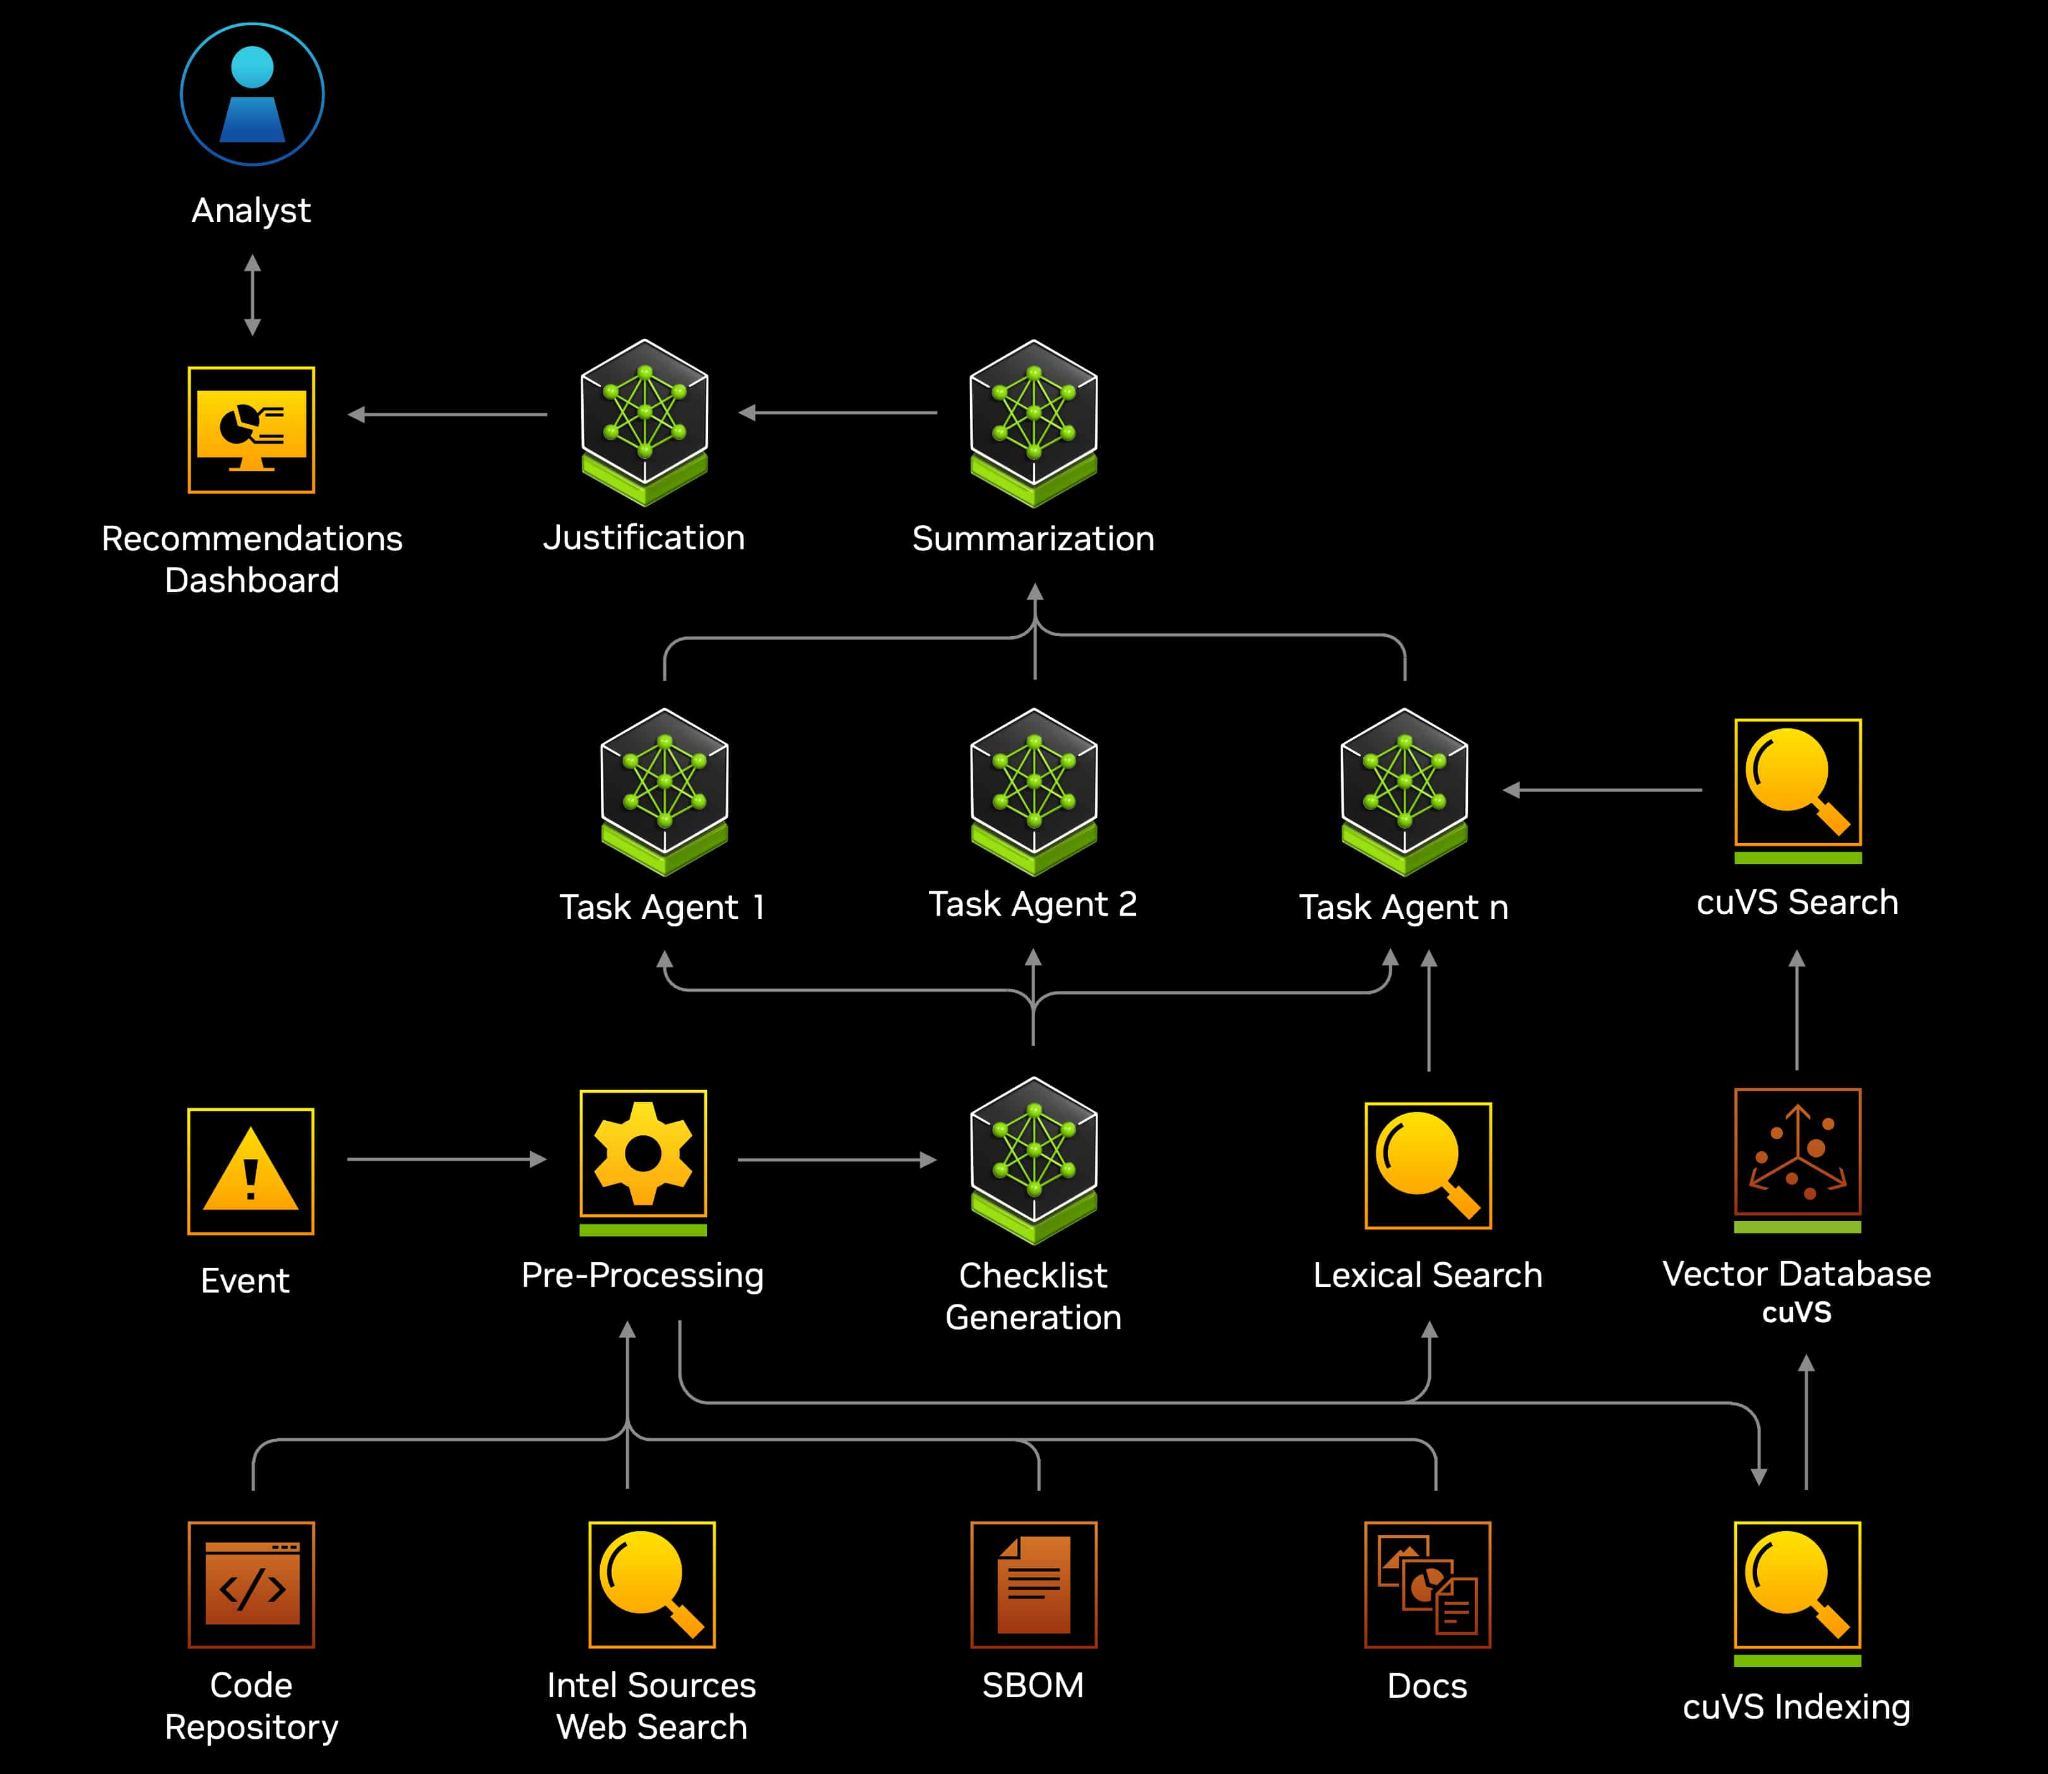 Analyst
Recommendations
Dashboard
Justification
Summarization
Task Agent 1
Task Agent 2
Task Agent n
cuVS Search
Event
Pre-Processing
Checklist
Generation
Lexical Search
Vector Database
cuVS
Code
Repository
Intel Sources
Web Search
SBOM
Docs
cuVS Indexing